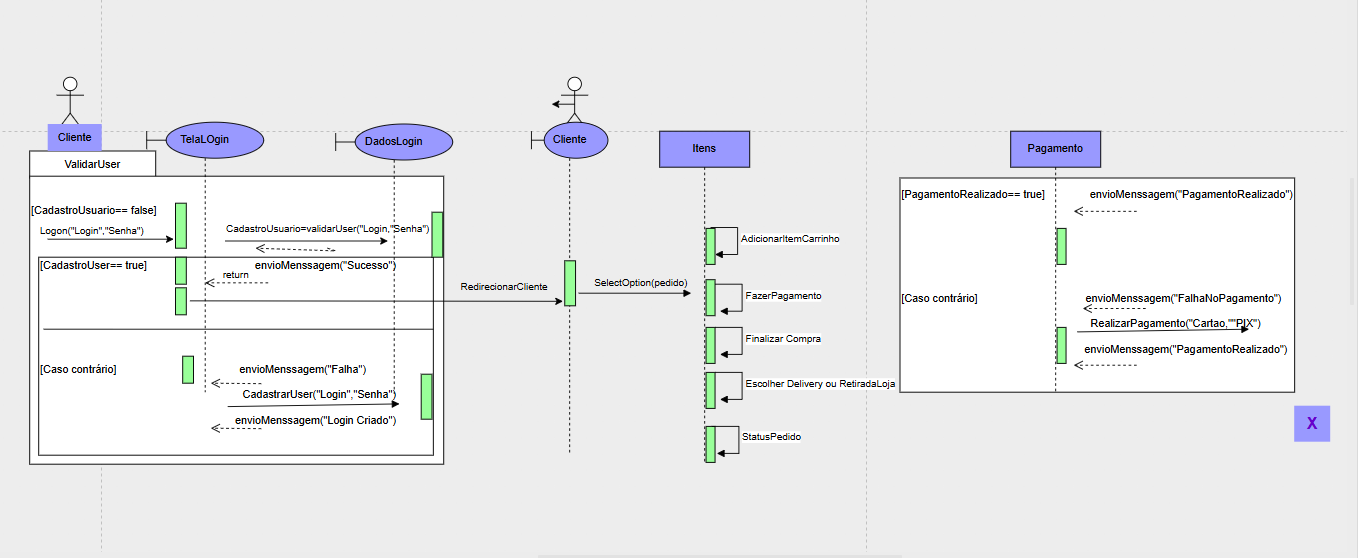 Cliente
TelaLOgin
DadosLogin
Cliente
Itens
Pagamento
ValidarUser
[CadastroUsuario== false]
Logon("Login","Senha")
CadastroUsuario=validarUser("Login,"Senha")
[CadastroUser== true]
envioMenssagem("Sucesso")
return
RedirecionarCliente
SelectOption(pedido)
[Caso contrário]
envioMenssagem("Falha")
CadastrarUser("Login","Senha")
envioMenssagem("Login Criado")
AdicionarItemCarrinho
FazerPagamento
Finalizar Compra
Escolher Delivery ou RetiradaLoja
StatusPedido
[PagamentoRealizado== true]
envioMenssagem("PagamentoRealizado")
[Caso contrário]
envioMenssagem("FalhaNoPagamento")
RealizarPagamento("Cartao,""PIX")
envioMenssagem("PagamentoRealizado")
X